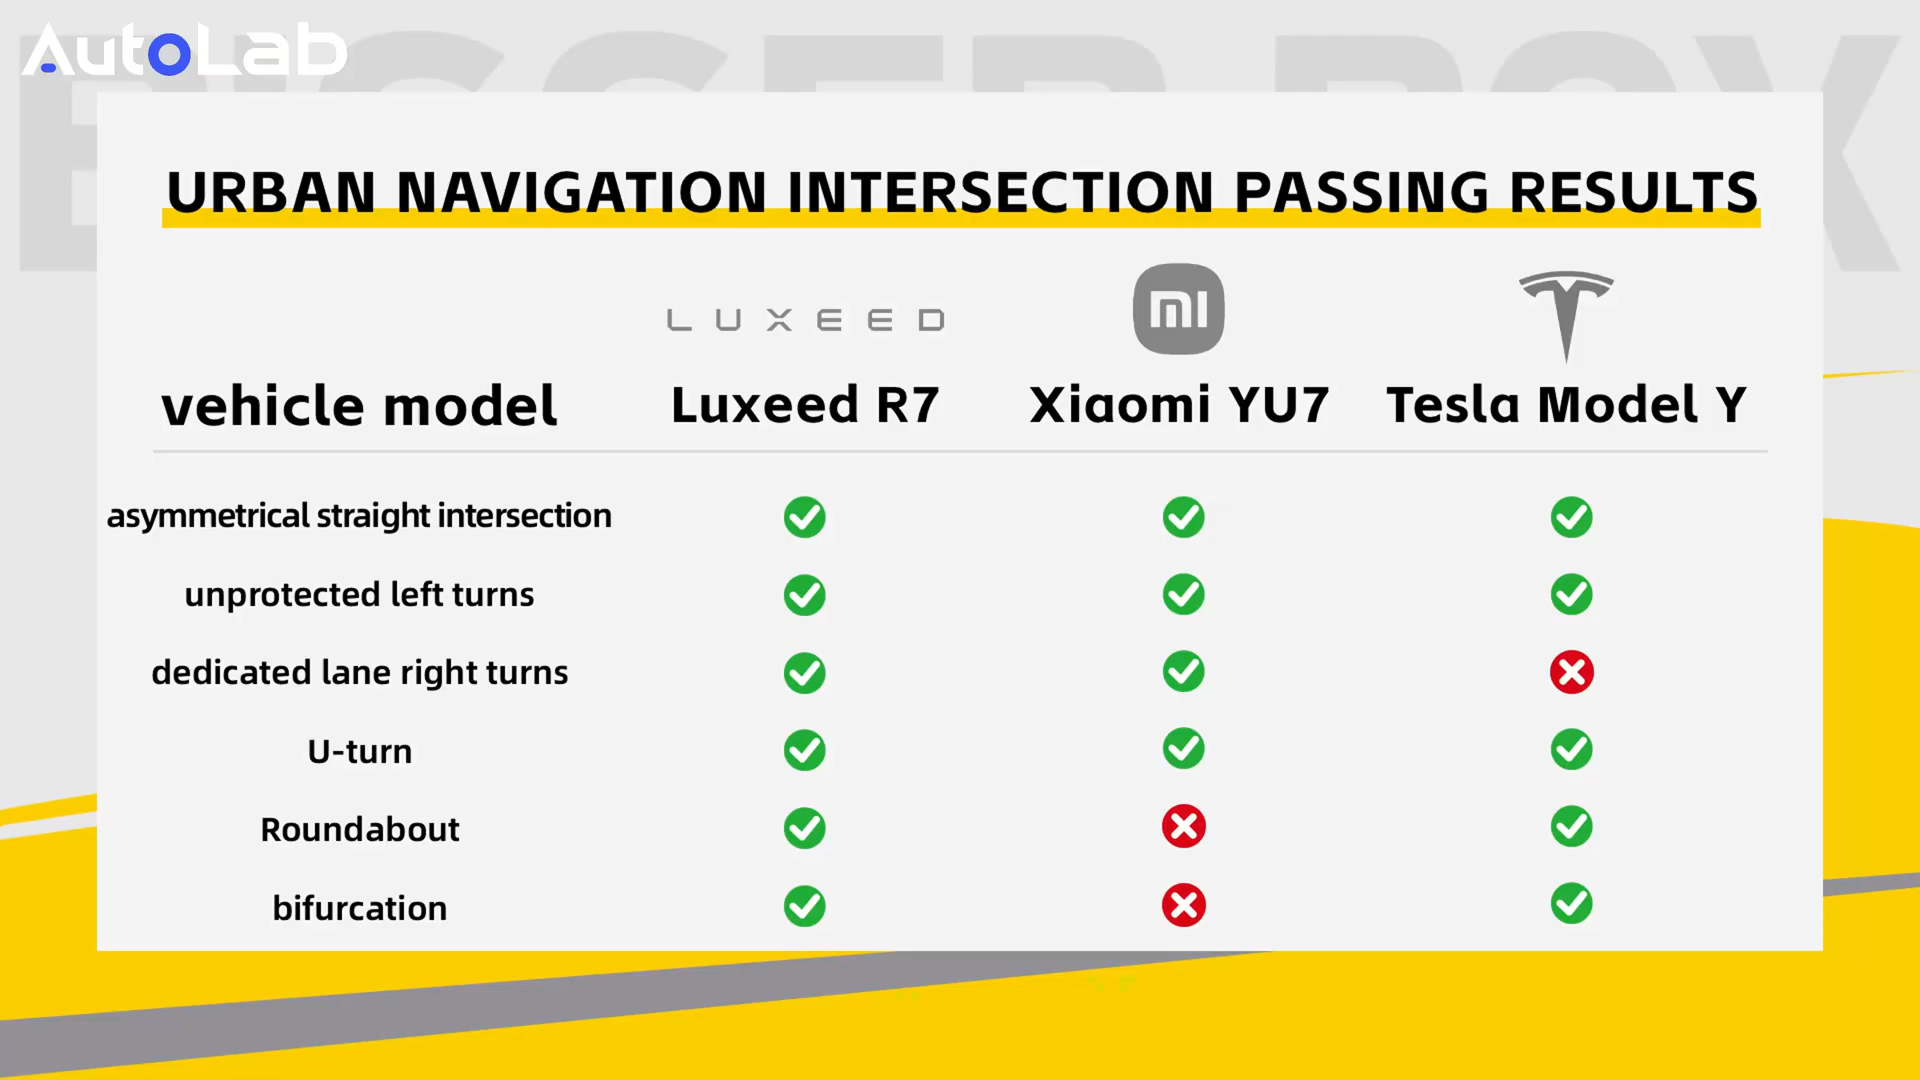 AutoLab
URBAN NAVIGATION INTERSECTION PASSING RESULTS
LUXEED
mı
vehicle model Luxeed R7 Xiaomi YU7 Tesla Model Y
asymmetrical straight intersection
unprotected left turns
dedicated lane right turns
U-turn
Roundabout
bifurcation